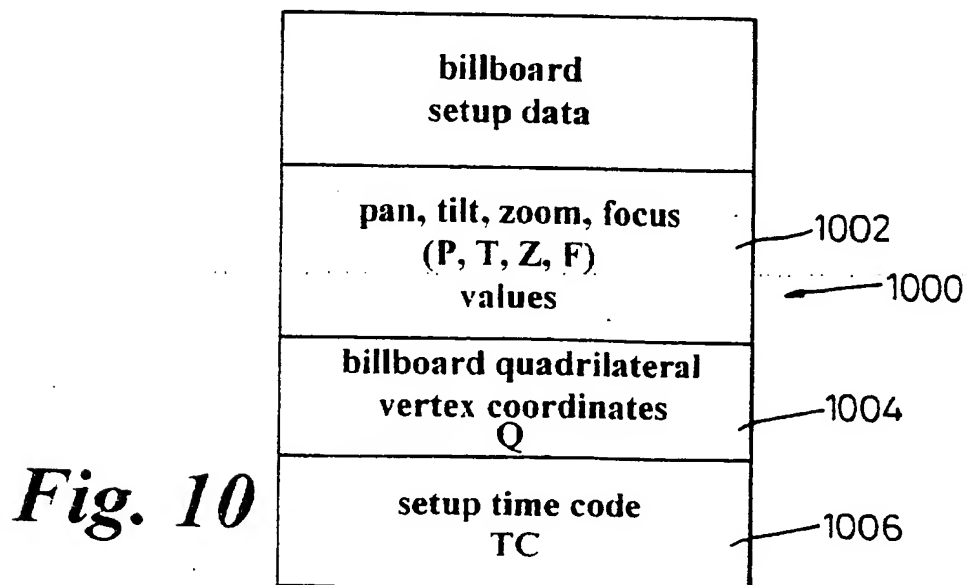 billboard
setup data
pan, tilt, zoom, focus
(P, T, Z, F)
values
1002
1000
billboard quadrilateral
vertex coordinates
Q
1004
Fig. 10
setup time code
TC
1006